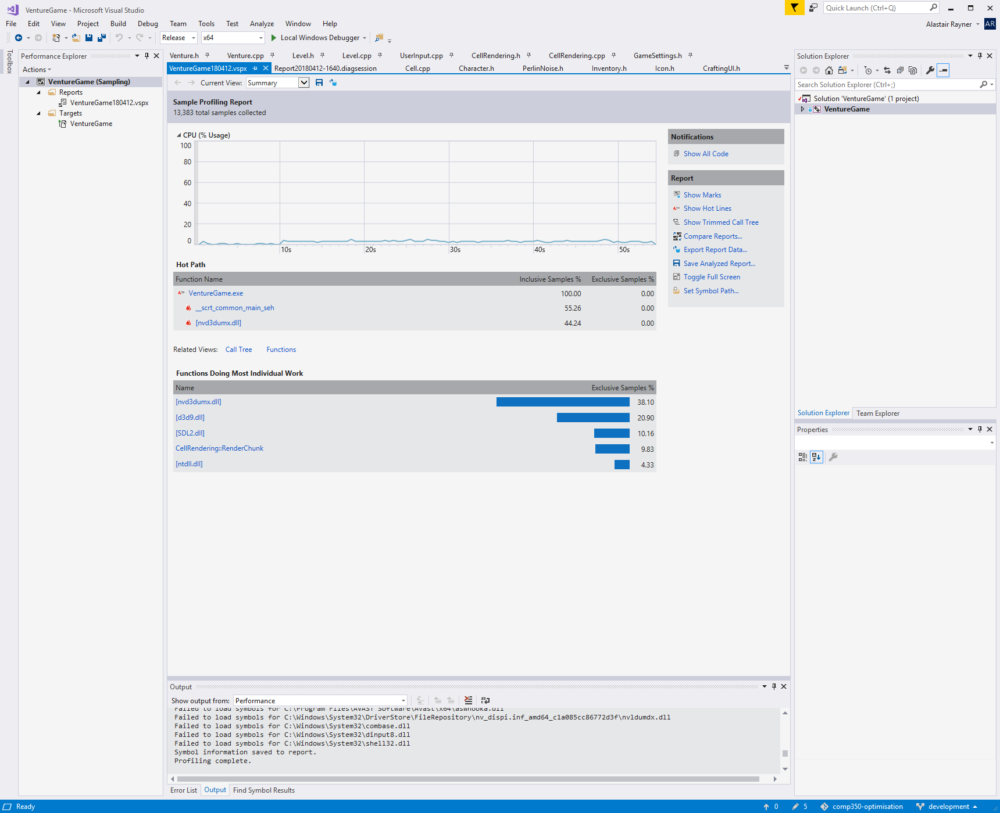 VentureGame - Microsoft Visual Studio
Quick Launch (Ctrl+Q)
File Edit View Project Build Debug Team Tools Test Analyze Window Help
Alastair Rayner AR
Release x64 Local Windows Debugger
Toolbox
Performance Explorer
Actions
VentureGame (Sampling)
Reports
VentureGame180412.vspx
Targets
VentureGame
Venture.h Venture.cpp Level.h Level.cpp UserInput.cpp CellRendering.h CellRendering.cpp GameSettings.h
VentureGame180412.vspx Report20180412-1640.diagsession Cell.cpp Character.h PerlinNoise.h Inventory.h Icon.h CraftingUI.h
Current View: Summary
Sample Profiling Report
13,383 total samples collected
CPU (% Usage)
100
80
60
40
20
0
10s 20s 30s 40s 50s
Hot Path
Function Name Inclusive Samples % Exclusive Samples %
VentureGame.exe 100.00 0.00
__scrt_common_main_seh 55.26 0.00
[nvd3dumx.dll] 44.24 0.00
Related Views: Call Tree Functions
Functions Doing Most Individual Work
Name Exclusive Samples %
[nvd3dumx.dll] 38.10
[d3d9.dll] 20.90
[SDL2.dll] 10.16
CellRendering::RenderChunk 9.83
[ntdll.dll] 4.33
Notifications
Show All Code
Report
Show Marks
Show Hot Lines
Show Trimmed Call Tree
Compare Reports...
Export Report Data...
Save Analyzed Report...
Toggle Full Screen
Set Symbol Path...
Output
Show output from: Performance
Failed to load symbols for C:\Program Files\AVAST Software\Avast\x64\aswhooka.dll
Failed to load symbols for C:\Windows\System32\DriverStore\FileRepository\nv_dispi.inf_amd64_c1a085cc86772d3f\nvldumdx.dll
Failed to load symbols for C:\Windows\System32\combase.dll
Failed to load symbols for C:\Windows\System32\dinput8.dll
Failed to load symbols for C:\Windows\System32\shell32.dll
Symbol information saved to report.
Profiling complete.
Error List Output Find Symbol Results
Solution Explorer
Search Solution Explorer (Ctrl+;)
Solution 'VentureGame' (1 project)
VentureGame
Solution Explorer Team Explorer
Properties
Ready
0 5 comp350-optimisation development